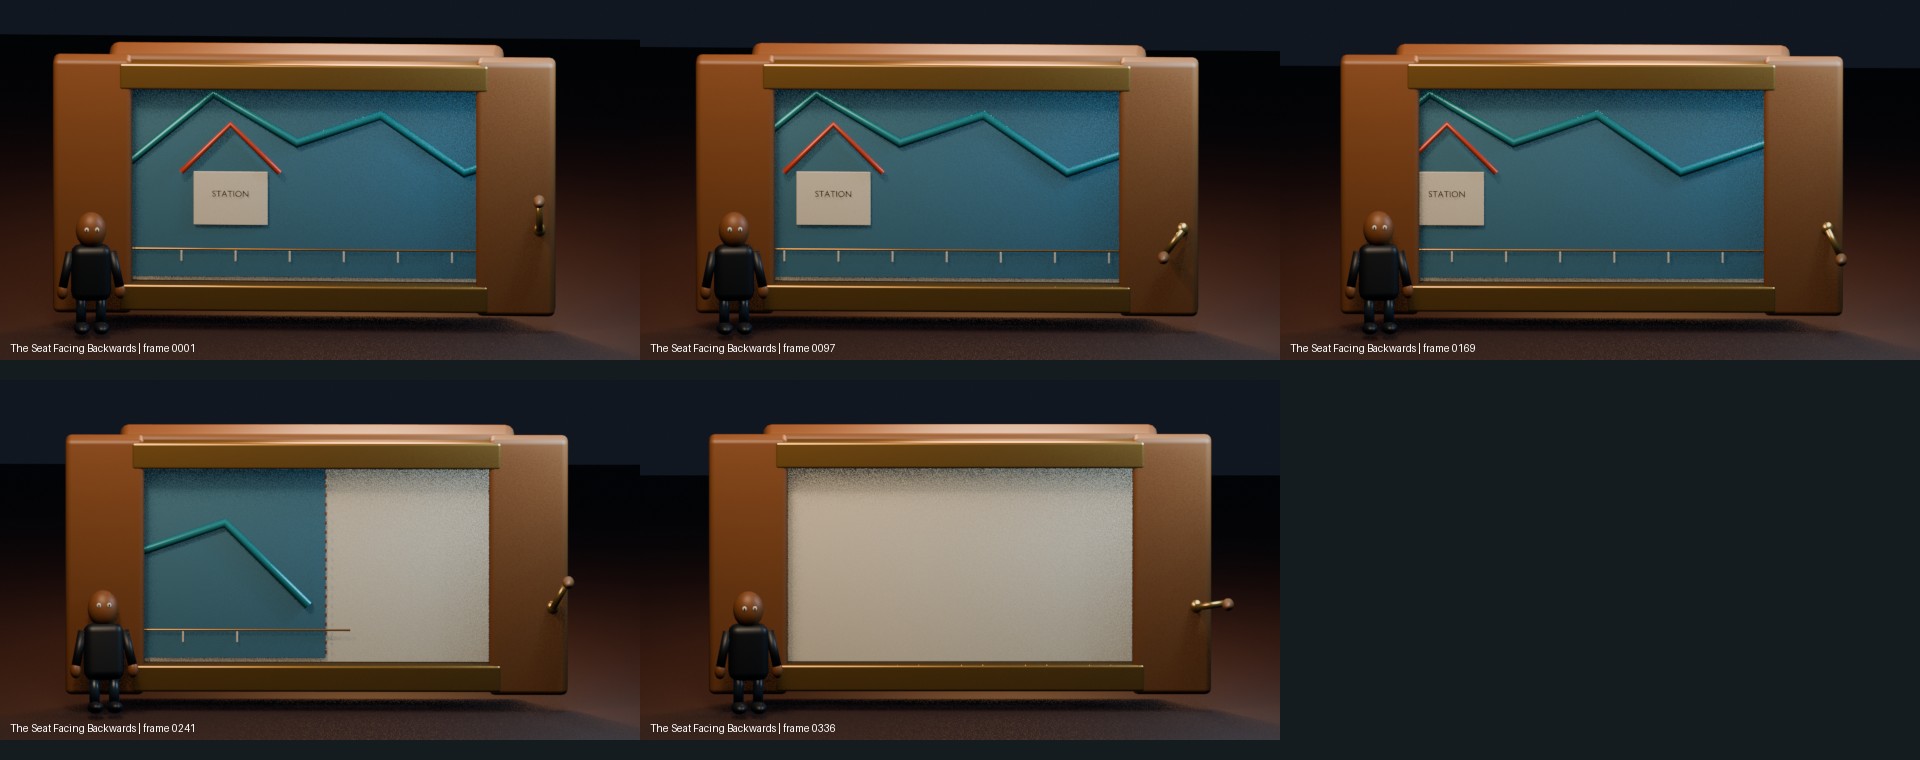 STATION
The Seat Facing Backwards | frame 0001
STATION
The Seat Facing Backwards | frame 0097
STATION
The Seat Facing Backwards | frame 0169
The Seat Facing Backwards | frame 0241
The Seat Facing Backwards | frame 0336